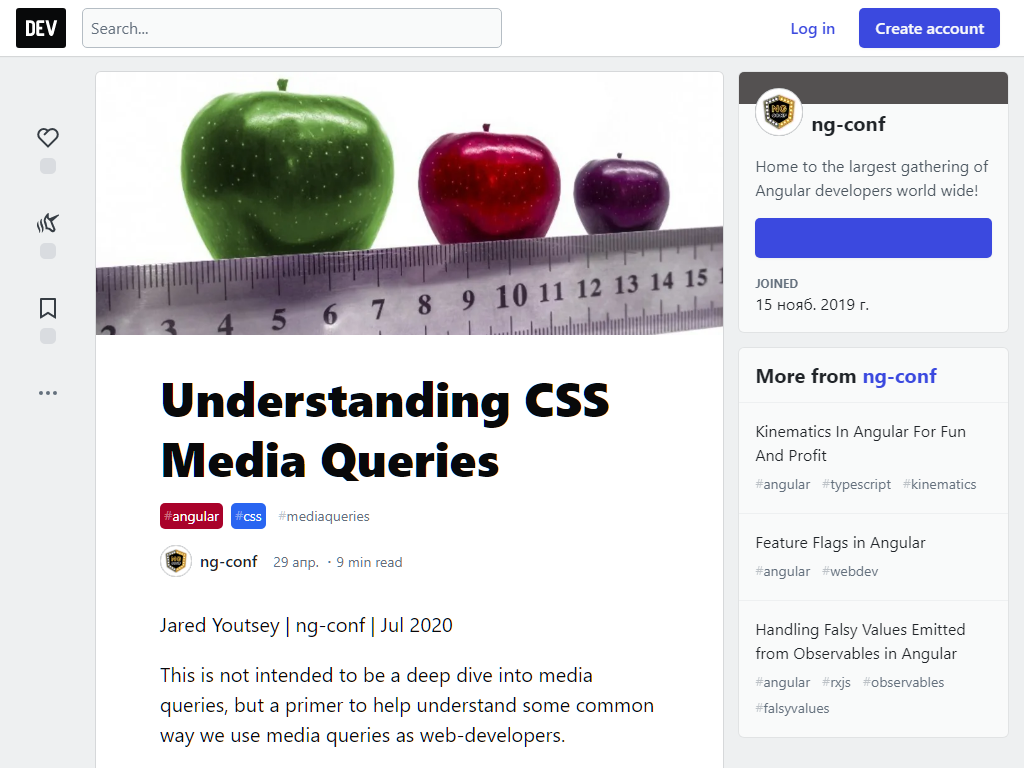 DEV
Search...
Log in
Create account
3 4 5 6 7 8 9 10 11 12 13 14 15
Understanding CSS
Media Queries
#angular #css #mediaqueries
ng-conf 29 апр. · 9 min read
Jared Youtsey | ng-conf | Jul 2020
This is not intended to be a deep dive into media
queries, but a primer to help understand some common
way we use media queries as web-developers.
ng-conf
Home to the largest gathering of
Angular developers world wide!
JOINED
15 нояб. 2019 г.
More from ng-conf
Kinematics In Angular For Fun
And Profit
#angular #typescript #kinematics
Feature Flags in Angular
#angular #webdev
Handling Falsy Values Emitted
from Observables in Angular
#angular #rxjs #observables
#falsyvalues